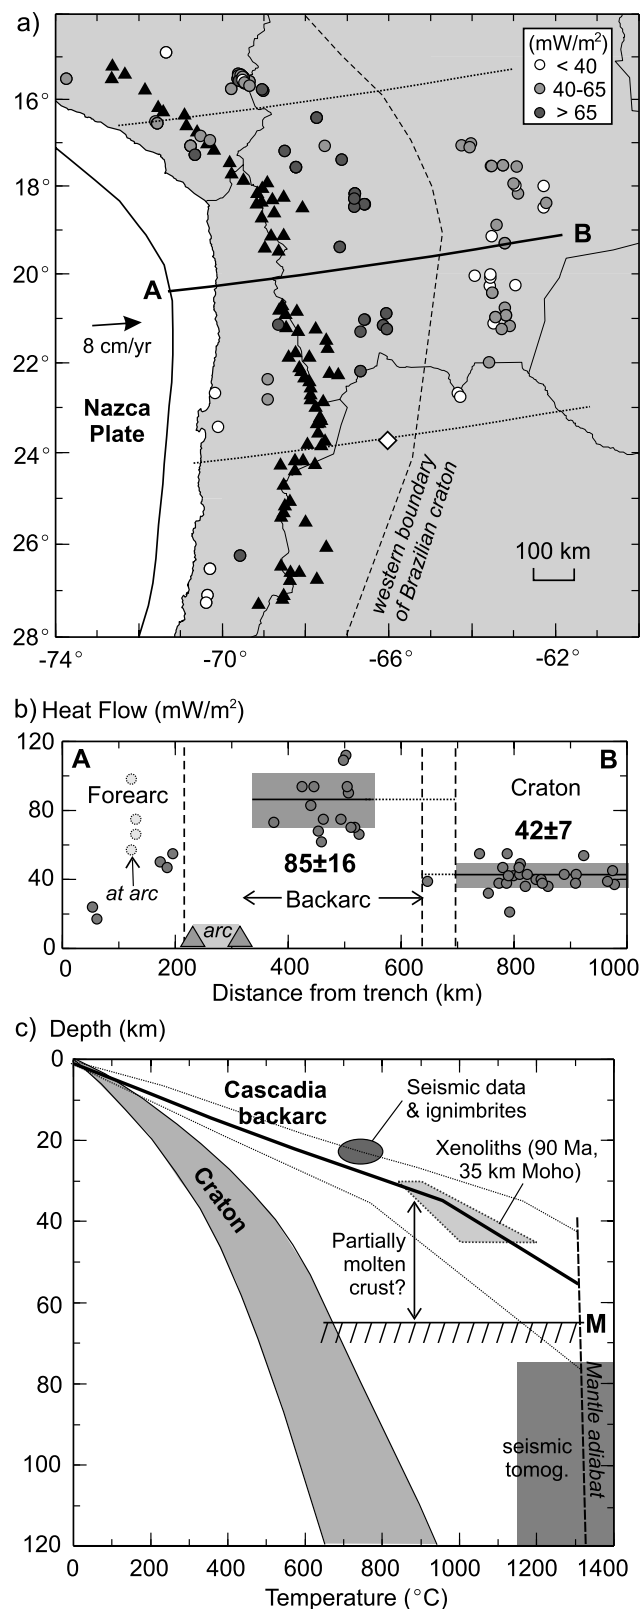 a)
(mW/m²)
< 40
40-65
> 65
16°
18°
20°
22°
24°
26°
28°
A
B
8 cm/yr
Nazca
Plate
western boundary
of Brazilian craton
100 km
-74°
-70°
-66°
-62°
b) Heat Flow (mW/m²)
120
80
40
0
A
B
Forearc
Craton
42±7
85±16
at arc
Backarc
arc
0
200
400
600
800
1000
Distance from trench (km)
c) Depth (km)
0
20
40
60
80
100
120
Cascadia
backarc
Seismic data
& ignimbrites
Xenoliths (90 Ma,
35 km Moho)
Craton
Partially
molten
crust?
M
Mantle adiabat
seismic
tomog.
0
200
400
600
800
1000
1200
1400
Temperature (°C)